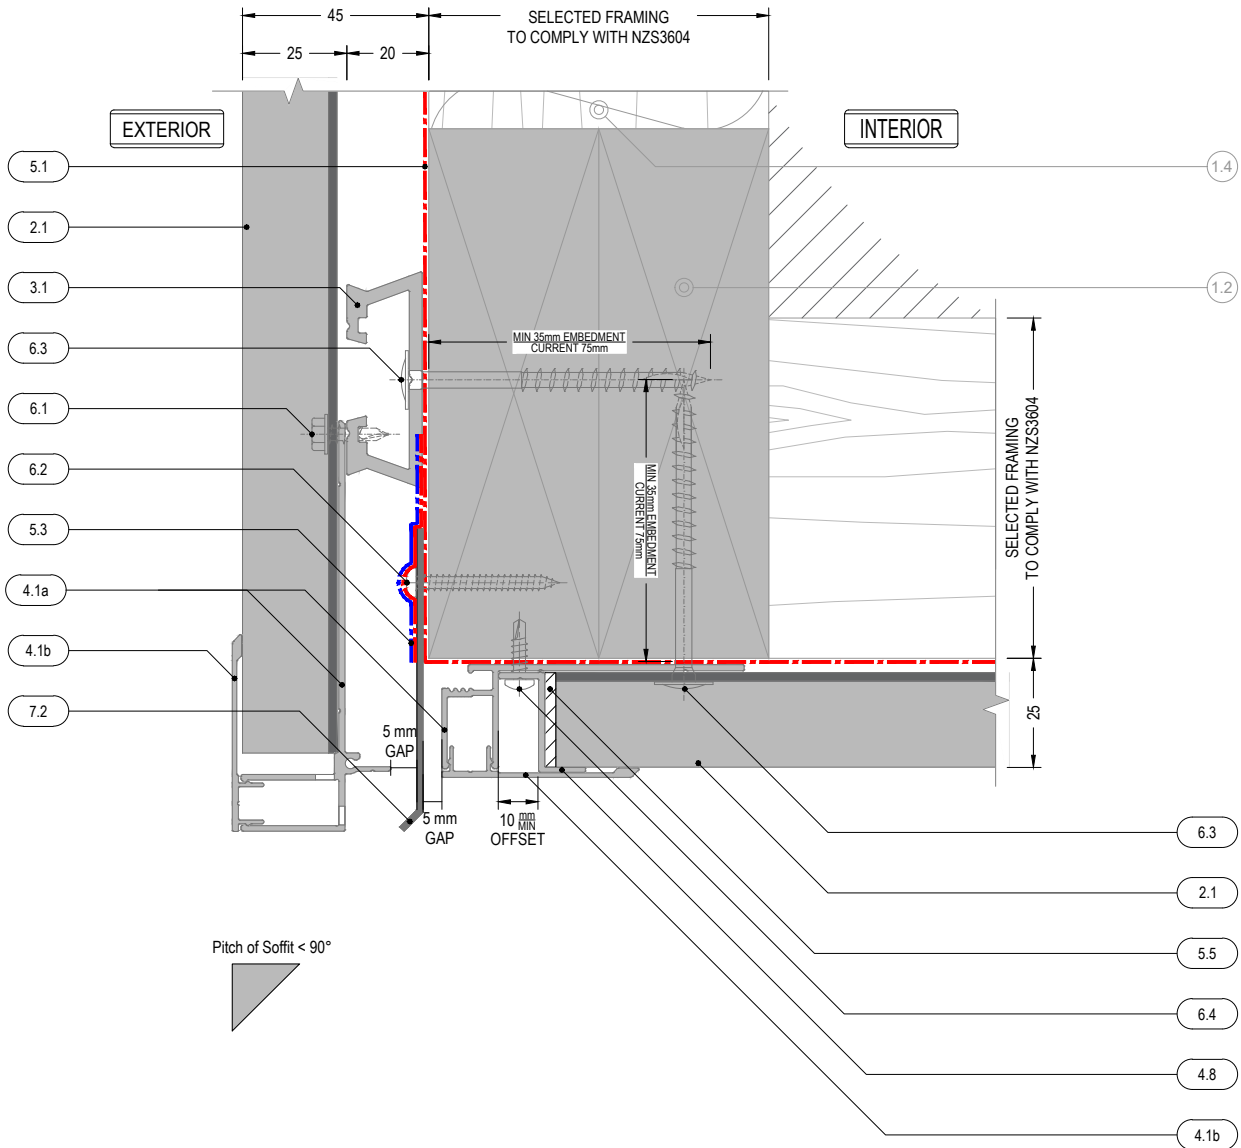 45
SELECTED FRAMING
TO COMPLY WITH NZS3604
25
20
EXTERIOR
INTERIOR
5.1
1.4
2.1
3.1
1.2
6.3
MIN 35mm EMBEDMENT
CURRENT 75mm
6.1
6.2
MIN 35mm EMBEDMENT
CURRENT 75mm
SELECTED FRAMING
TO COMPLY WITH NZS3604
5.3
4.1a
4.1b
7.2
5 mm
GAP
25
5 mm
GAP
10 mm
MIN
OFFSET
6.3
2.1
Pitch of Soffit < 90°
5.5
6.4
4.8
4.1b